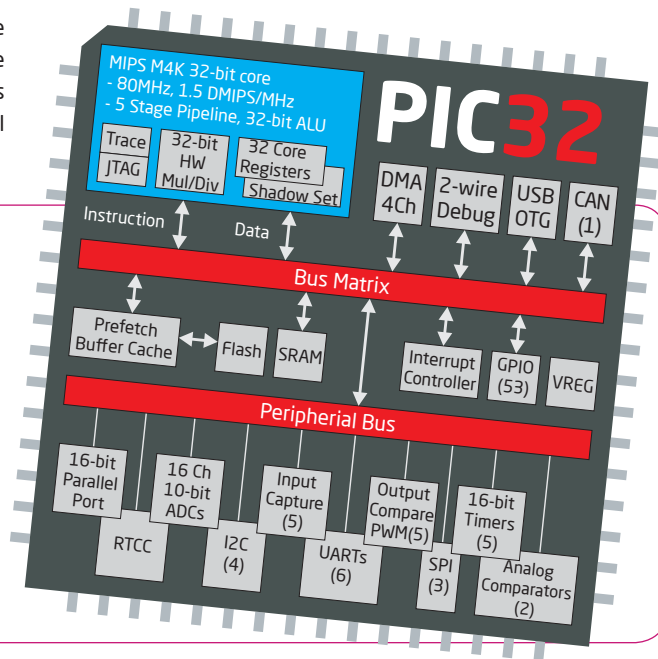 e
e
s
l
MIPS M4K 32-bit core
- 80MHz, 1.5 DMIPS/MHz
- 5 Stage Pipeline, 32-bit ALU
Trace
JTAG
32-bit
HW
Mul/Div
32 Core
Registers
Shadow Set
PIC32
DMA
4Ch
2-wire
Debug
USB
OTG
CAN
(1)
Instruction
Data
Bus Matrix
Prefetch
Buffer Cache
Flash
SRAM
Interrupt
Controller
GPIO
(53)
VREG
Peripherial Bus
16-bit
Parallel
Port
RTCC
16 Ch
10-bit
ADCs
I2C
(4)
Input
Capture
(5)
UARTs
(6)
Output
Compare
PWM(5)
SPI
(3)
16-bit
Timers
(5)
Analog
Comparators
(2)